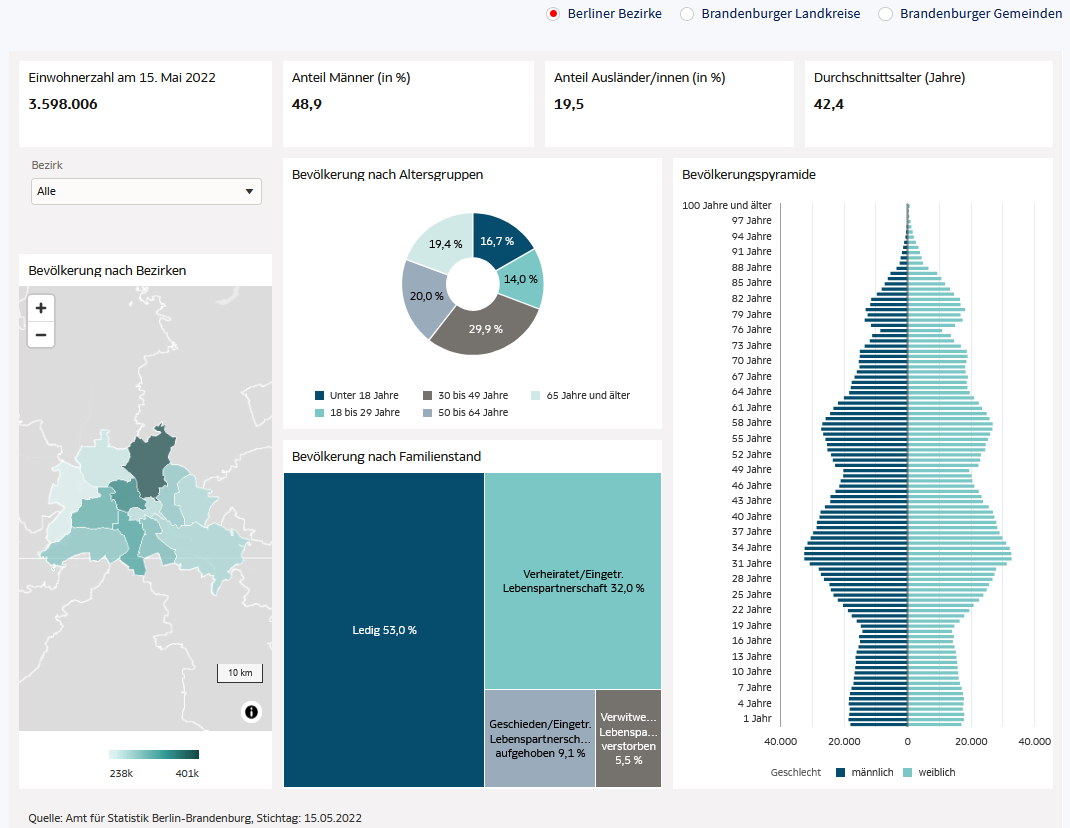 Berliner Bezirke Brandenburger Landkreise Brandenburger Gemeinden
Einwohnerzahl am 15. Mai 2022
3.598.006
Anteil Männer (in %)
48,9
Anteil Ausländer/innen (in %)
19,5
Durchschnittsalter (Jahre)
42,4
Bezirk
Alle
Bevölkerung nach Bezirken
+
−
10 km
i
238k 401k
Bevölkerung nach Altersgruppen
16,7 %
14,0 %
29,9 %
20,0 %
19,4 %
Unter 18 Jahre 30 bis 49 Jahre 65 Jahre und älter
18 bis 29 Jahre 50 bis 64 Jahre
Bevölkerung nach Familienstand
Ledig 53,0 %
Verheiratet/Eingetr.
Lebenspartnerschaft 32,0 %
Geschieden/Eingetr.
Lebenspartnersch...
aufgehoben 9,1 %
Verwitwe...
Lebenspa...
verstorben
5,5 %
Bevölkerungspyramide
100 Jahre und älter
97 Jahre
94 Jahre
91 Jahre
88 Jahre
85 Jahre
82 Jahre
79 Jahre
76 Jahre
73 Jahre
70 Jahre
67 Jahre
64 Jahre
61 Jahre
58 Jahre
55 Jahre
52 Jahre
49 Jahre
46 Jahre
43 Jahre
40 Jahre
37 Jahre
34 Jahre
31 Jahre
28 Jahre
25 Jahre
22 Jahre
19 Jahre
16 Jahre
13 Jahre
10 Jahre
7 Jahre
4 Jahre
1 Jahr
40.000 20.000 0 20.000 40.000
Geschlecht männlich weiblich
Quelle: Amt für Statistik Berlin-Brandenburg, Stichtag: 15.05.2022